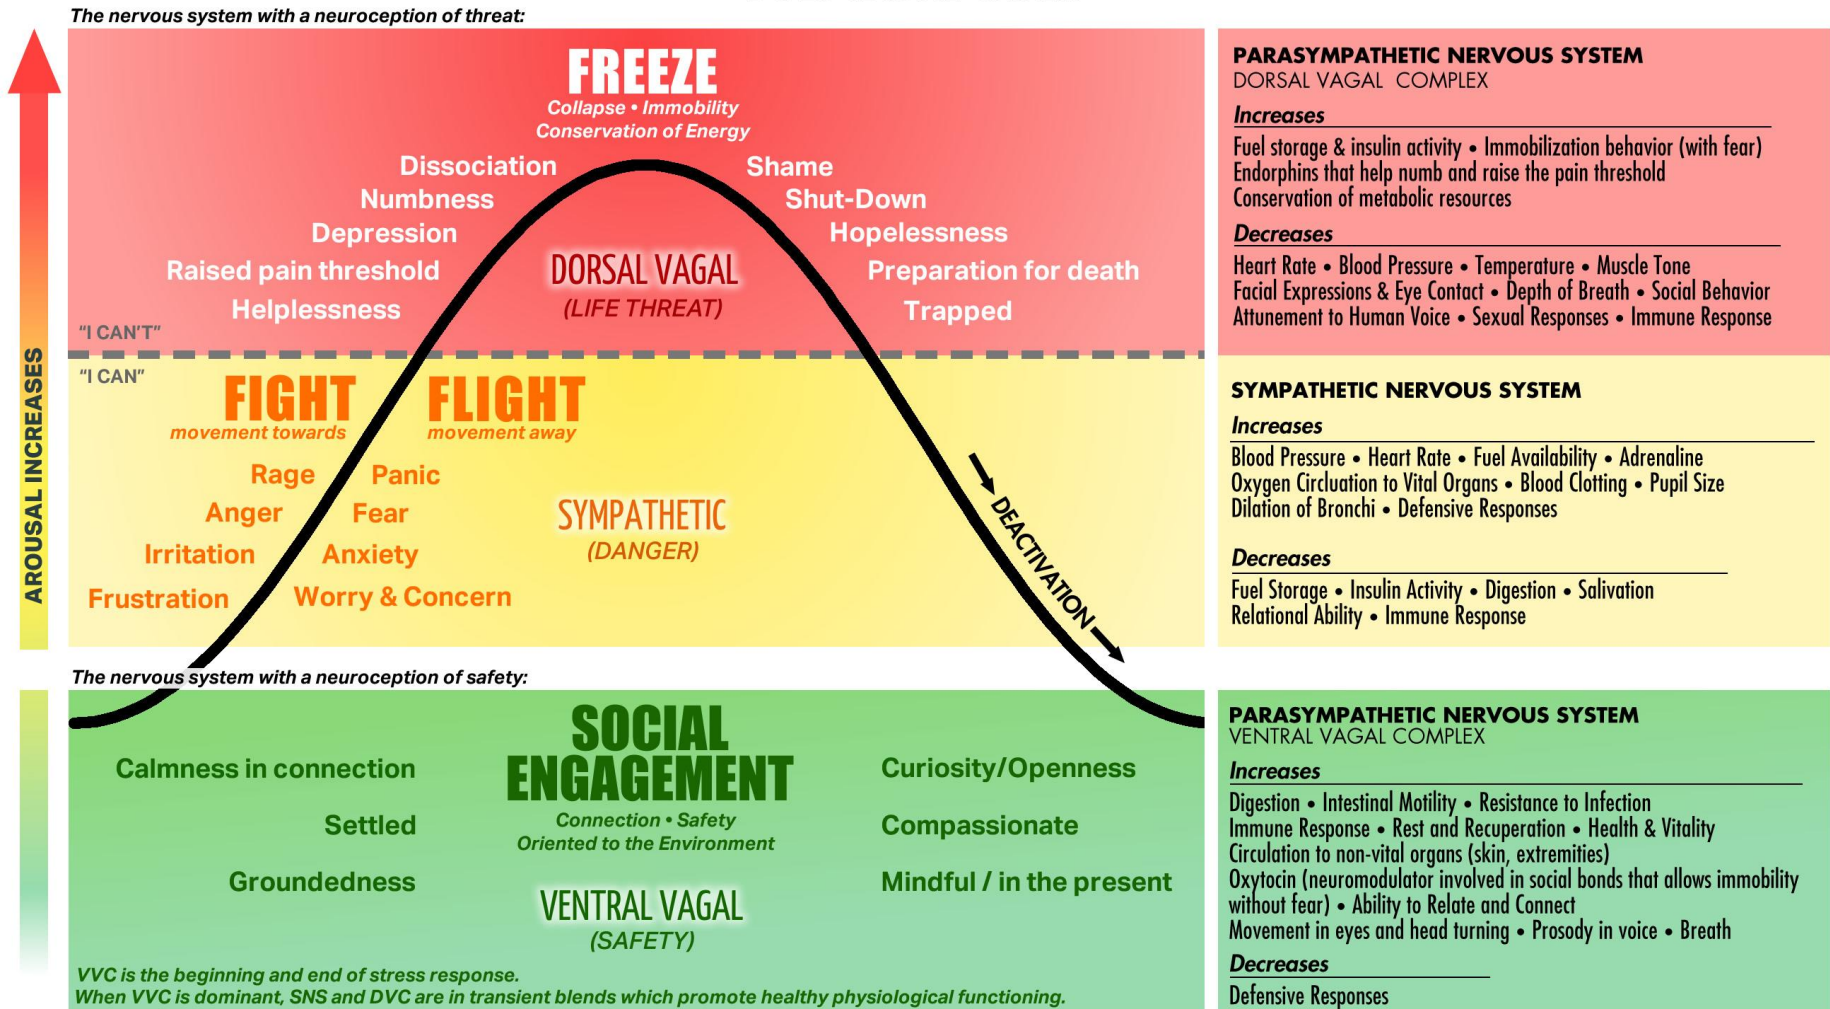 The nervous system with a neuroception of threat:
FREEZE
Collapse • Immobility
Conservation of Energy
Dissociation
Numbness
Depression
Raised pain threshold
Helplessness
Shame
Shut-Down
Hopelessness
Preparation for death
Trapped
DORSAL VAGAL
(LIFE THREAT)
"I CAN'T"
"I CAN"
AROUSAL INCREASES
FIGHT
movement towards
FLIGHT
movement away
Rage
Anger
Irritation
Frustration
Panic
Fear
Anxiety
Worry & Concern
SYMPATHETIC
(DANGER)
DEACTIVATION
The nervous system with a neuroception of safety:
SOCIAL
ENGAGEMENT
Connection • Safety
Oriented to the Environment
Calmness in connection
Settled
Groundedness
Curiosity/Openness
Compassionate
Mindful / in the present
VENTRAL VAGAL
(SAFETY)
VVC is the beginning and end of stress response.
When VVC is dominant, SNS and DVC are in transient blends which promote healthy physiological functioning.
PARASYMPATHETIC NERVOUS SYSTEM
DORSAL VAGAL COMPLEX
Increases
Fuel storage & insulin activity • Immobilization behavior (with fear)
Endorphins that help numb and raise the pain threshold
Conservation of metabolic resources
Decreases
Heart Rate • Blood Pressure • Temperature • Muscle Tone
Facial Expressions & Eye Contact • Depth of Breath • Social Behavior
Attunement to Human Voice • Sexual Responses • Immune Response
SYMPATHETIC NERVOUS SYSTEM
Increases
Blood Pressure • Heart Rate • Fuel Availability • Adrenaline
Oxygen Circluation to Vital Organs • Blood Clotting • Pupil Size
Dilation of Bronchi • Defensive Responses
Decreases
Fuel Storage • Insulin Activity • Digestion • Salivation
Relational Ability • Immune Response
PARASYMPATHETIC NERVOUS SYSTEM
VENTRAL VAGAL COMPLEX
Increases
Digestion • Intestinal Motility • Resistance to Infection
Immune Response • Rest and Recuperation • Health & Vitality
Circulation to non-vital organs (skin, extremities)
Oxytocin (neuromodulator involved in social bonds that allows immobility
without fear) • Ability to Relate and Connect
Movement in eyes and head turning • Prosody in voice • Breath
Decreases
Defensive Responses